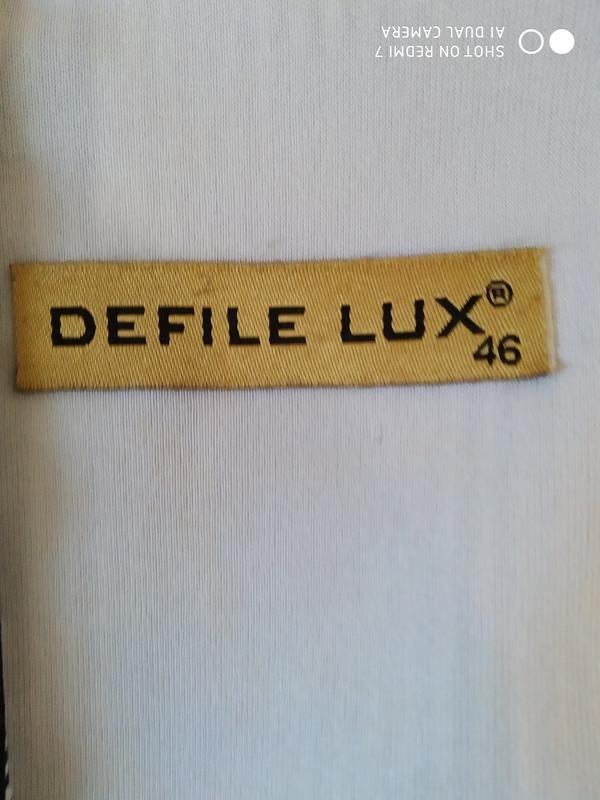 SHOT ON REDMI 7
AI DUAL CAMERA
DEFILE LUX®
46